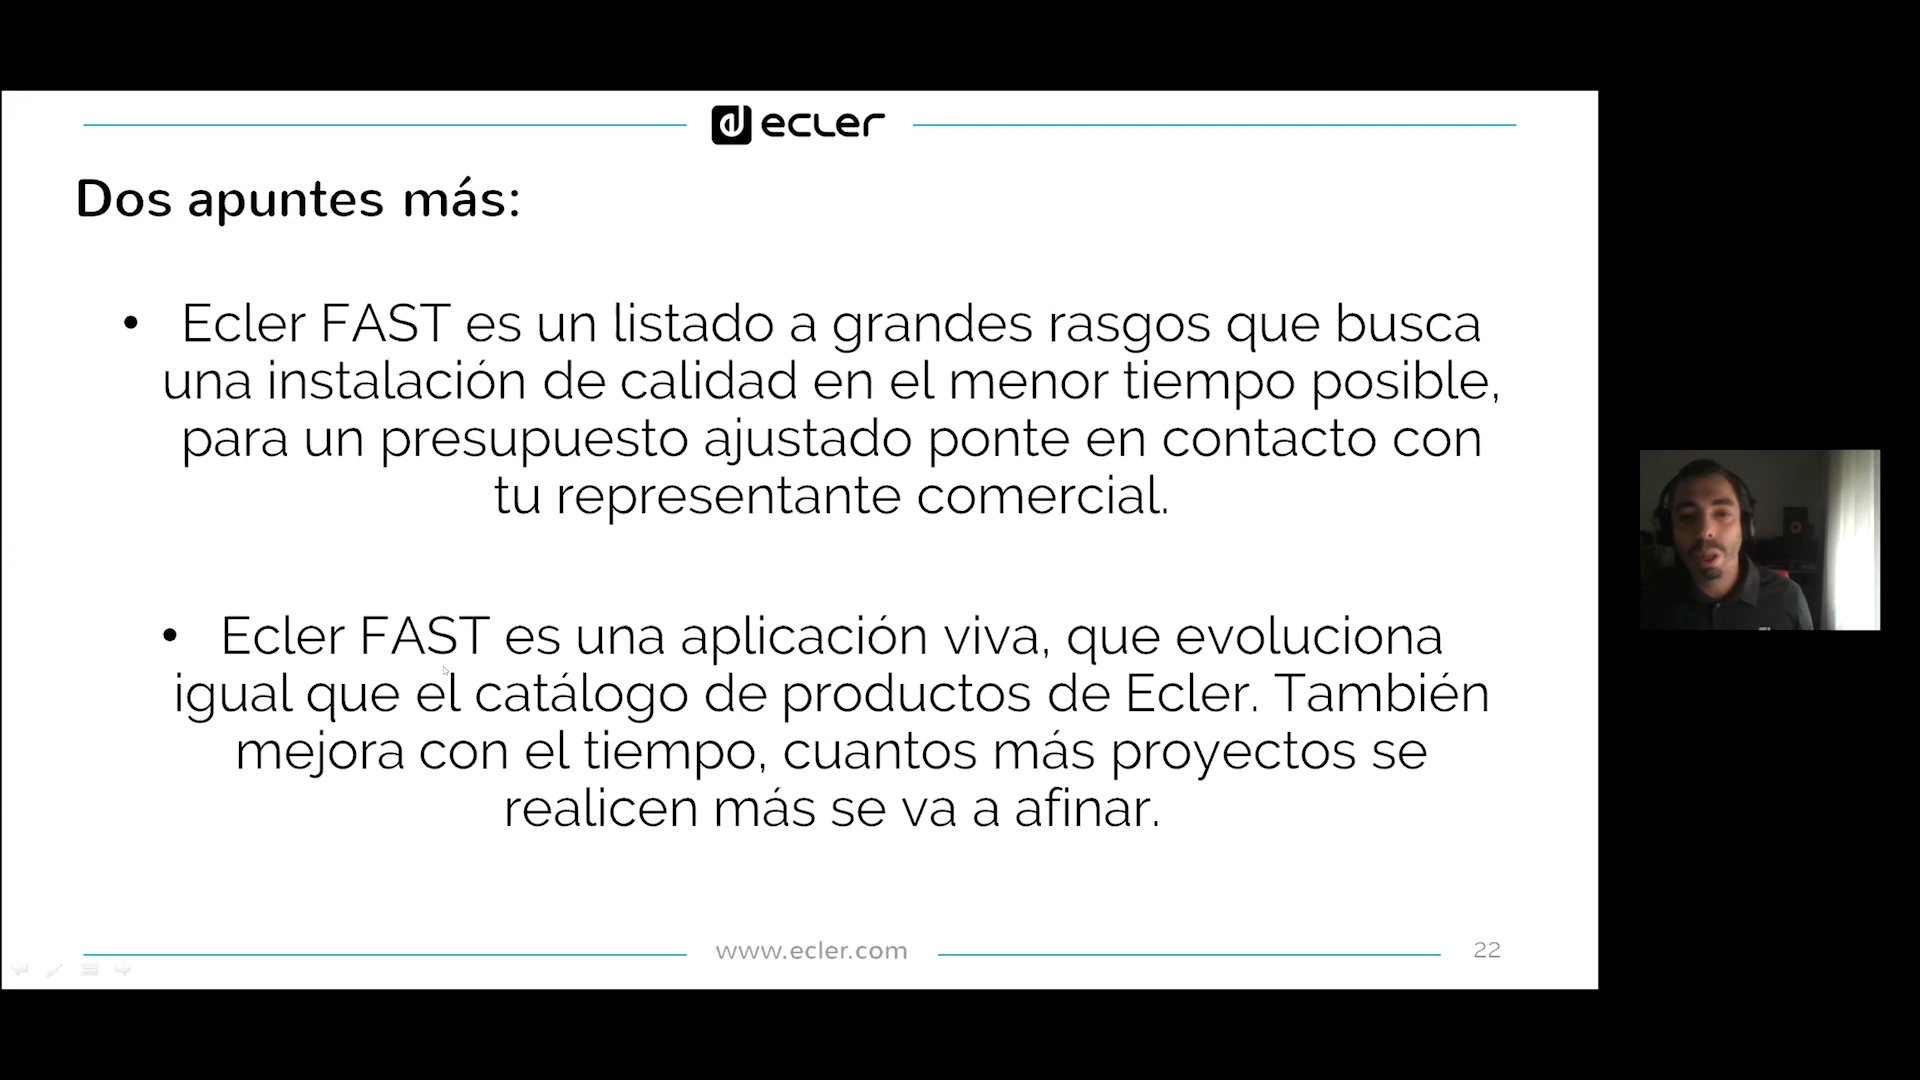 ecler
Dos apuntes más:
• Ecler FAST es un listado a grandes rasgos que busca
una instalación de calidad en el menor tiempo posible,
para un presupuesto ajustado ponte en contacto con
tu representante comercial.
• Ecler FAST es una aplicación viva, que evoluciona
igual que el catálogo de productos de Ecler. También
mejora con el tiempo, cuantos más proyectos se
realicen más se va a afinar.
www.ecler.com
22